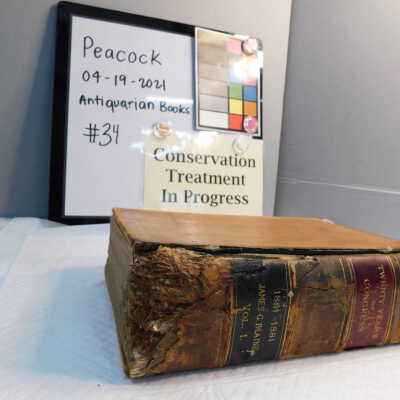 Peacock
04-19-2021
Antiquarian Books
#34
Conservation
Treatment
In Progress
1861-1881
JAMES G BLAINE
VOL. 1.
TWENTY YEARS
CONGRESS